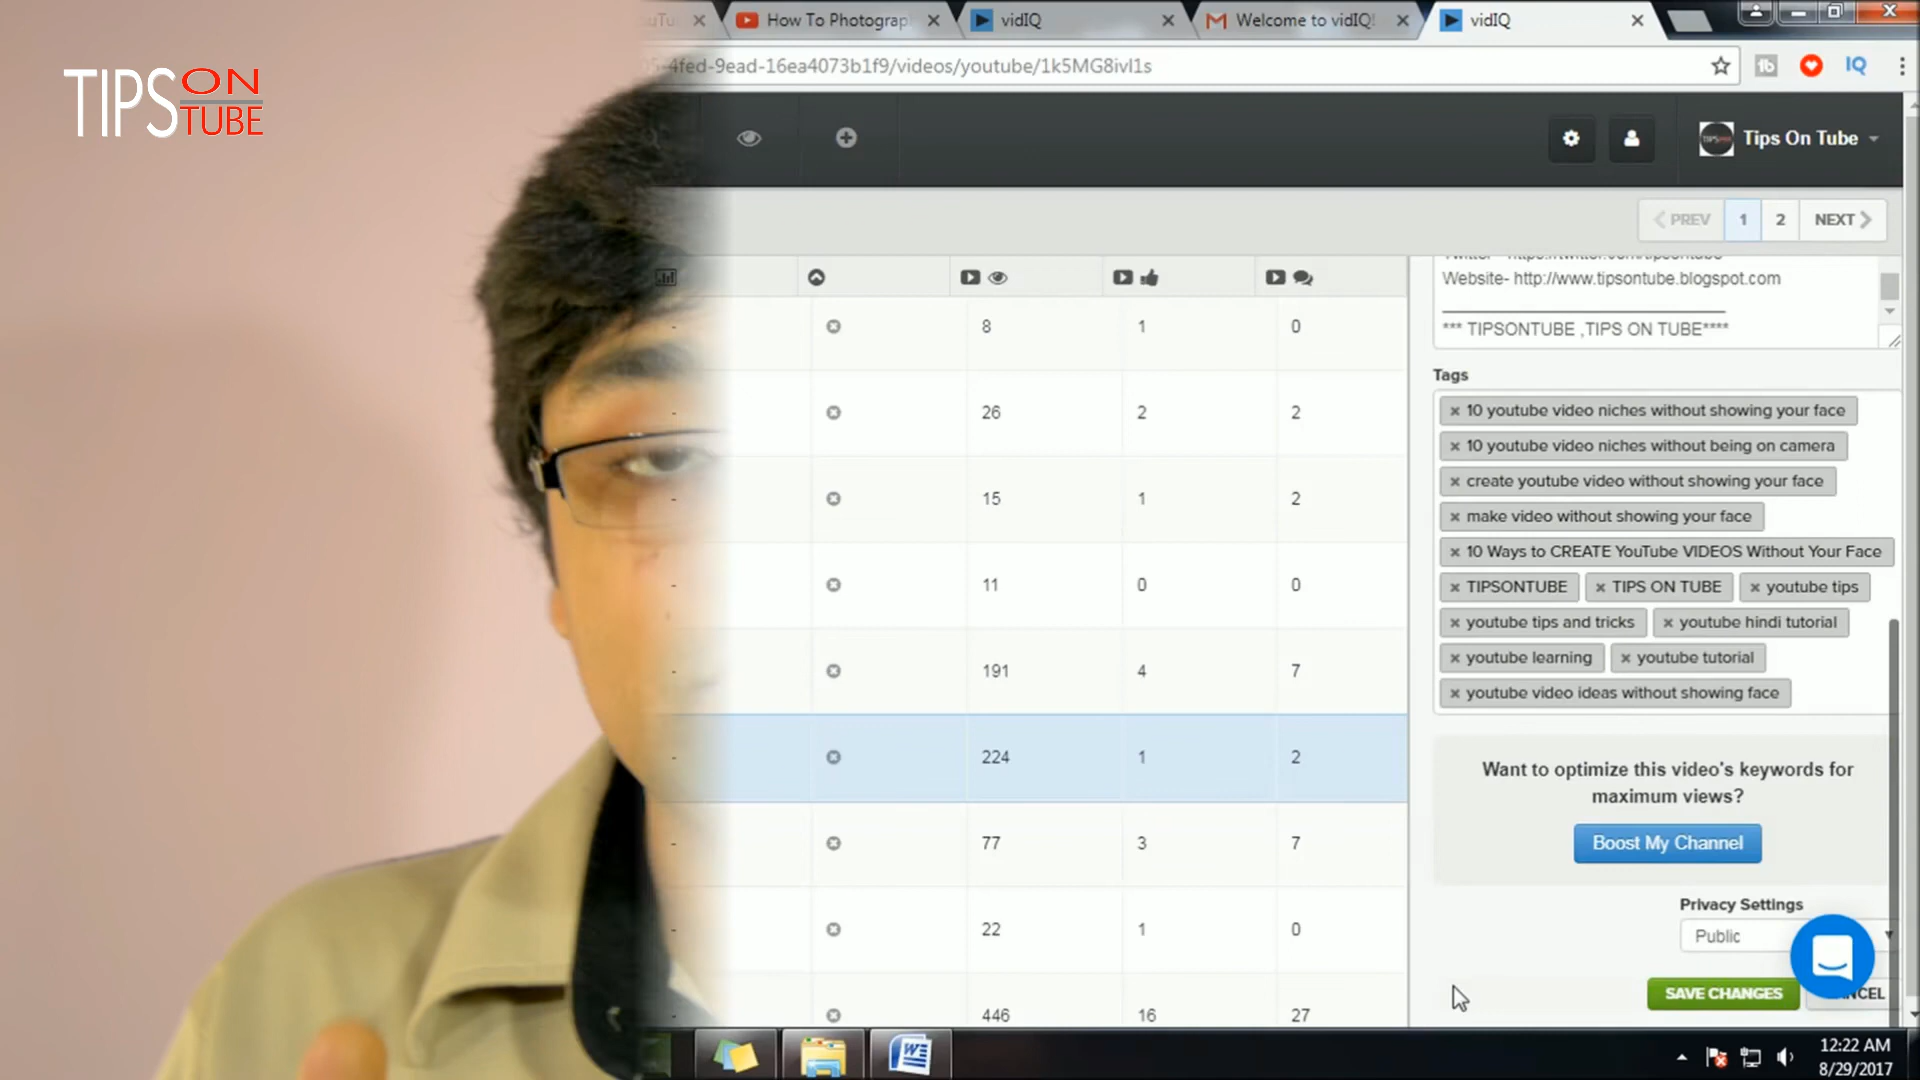 TIPS ON TUBE
How To Photograp
vidIQ
Welcome to vidIQ!
vidIQ
-4fed-9ead-16ea4073b1f9/videos/youtube/1k5MG8ivI1s
IQ
Tips On Tube
PREV 1 2 NEXT
Website- http://www.tipsontube.blogspot.com
*** TIPSONTUBE ,TIPS ON TUBE****
Tags
10 youtube video niches without showing your face
10 youtube video niches without being on camera
create youtube video without showing your face
make video without showing your face
10 Ways to CREATE YouTube VIDEOS Without Your Face
TIPSONTUBE TIPS ON TUBE youtube tips
youtube tips and tricks youtube hindi tutorial
youtube learning youtube tutorial
youtube video ideas without showing face
- 8 1 0
- 26 2 2
- 15 1 2
- 11 0 0
- 191 4 7
- 224 1 2
- 77 3 7
- 22 1 0
446 16 27
Want to optimize this video's keywords for
maximum views?
Boost My Channel
Privacy Settings
Public
SAVE CHANGES
12:22 AM
8/29/2017